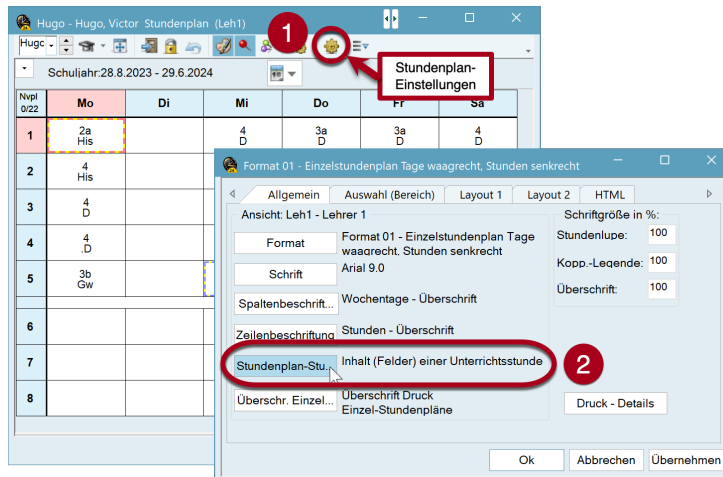 Hugo - Hugo, Victor Stundenplan (Leh1)
1
Hugo
Stundenplan-
Einstellungen
Schuljahr:28.8.2023 - 29.6.2024
Nvpl
0/22
Mo Di Mi Do Fr Sa
1 2a 4 3a 3a 4
His D D D D
2 4
His
3 4
D
4 4
.D
5 3b
Gw
6
7
8
Format 01 - Einzelstundenplan Tage waagrecht, Stunden senkrecht
Allgemein Auswahl (Bereich) Layout 1 Layout 2 HTML
Ansicht: Leh1 - Lehrer 1 Schriftgröße in %:
Format Format 01 - Einzelstundenplan Tage
waagrecht, Stunden senkrecht Stundenlupe: 100
Schrift Arial 9.0 Kopp.-Legende: 100
Spaltenbeschrift... Wochentage - Überschrift Überschrift: 100
Zeilenbeschriftung Stunden - Überschrift
Stundenplan-Stu... Inhalt (Felder) einer Unterrichtsstunde 2
Überschr. Einzel... Überschrift Druck
Einzel-Stundenpläne Druck - Details
Ok Abbrechen Übernehmen